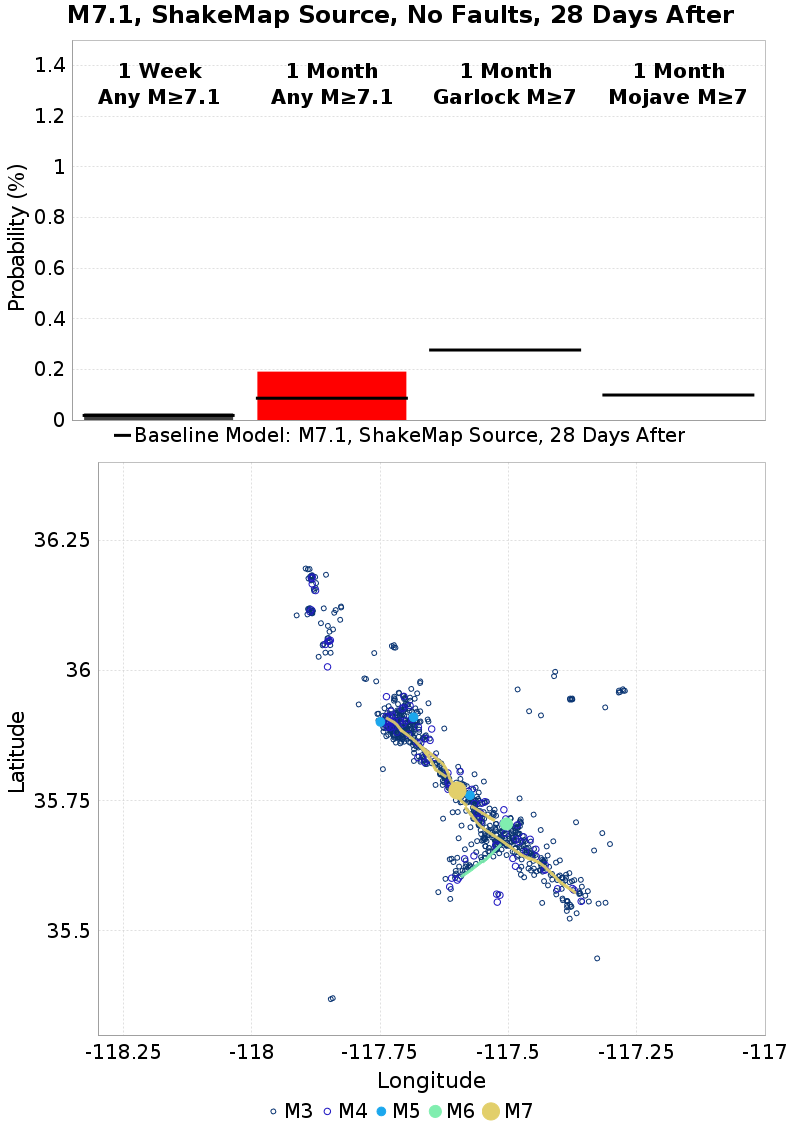 M7.1, ShakeMap Source, No Faults, 28 Days After
1 Week
Any M≥7.1
1 Month
Any M≥7.1
1 Month
Garlock M≥7
1 Month
Mojave M≥7
Probability (%)
1.4
1.2
1
0.8
0.6
0.4
0.2
0
Baseline Model: M7.1, ShakeMap Source, 28 Days After
Latitude
36.25
36
35.75
35.5
-118.25
-118
-117.75
-117.5
-117.25
-117
Longitude
M3
M4
M5
M6
M7